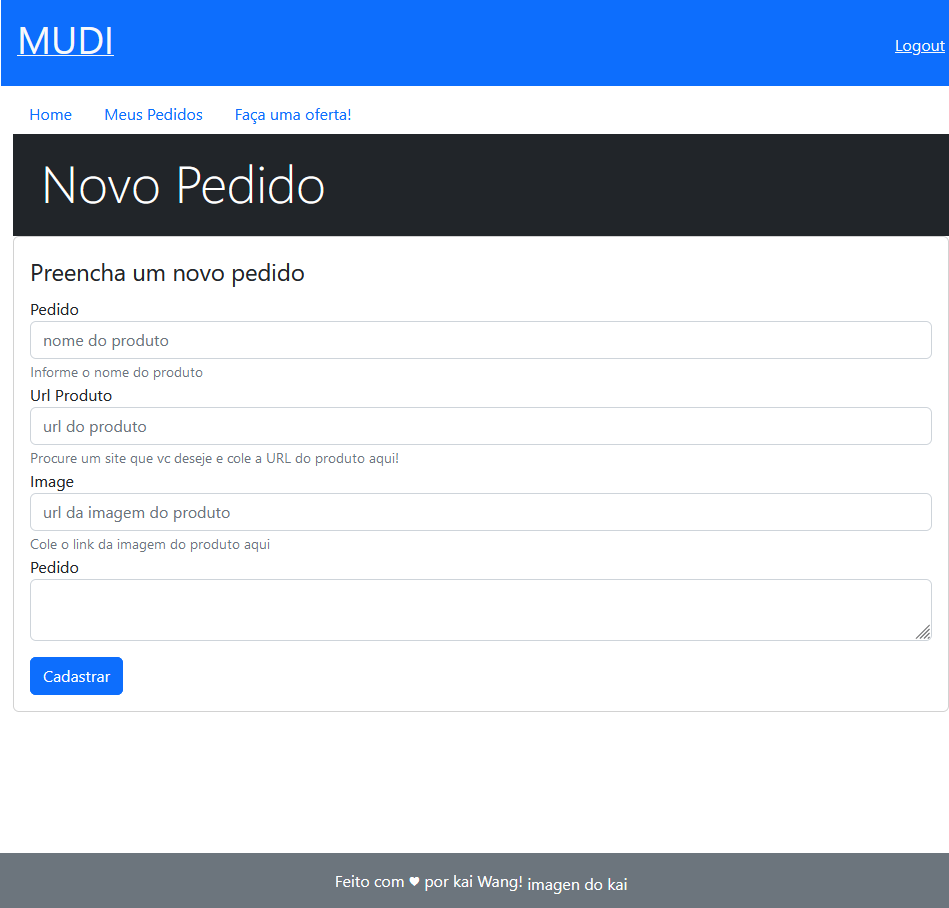 MUDI
Logout
Home Meus Pedidos Faça uma oferta!
Novo Pedido
Preencha um novo pedido
Pedido
nome do produto
Informe o nome do produto
Url Produto
url do produto
Procure um site que vc deseje e cole a URL do produto aqui!
Image
url da imagem do produto
Cole o link da imagem do produto aqui
Pedido
Cadastrar
Feito com ♥ por kai Wang! imagen do kai